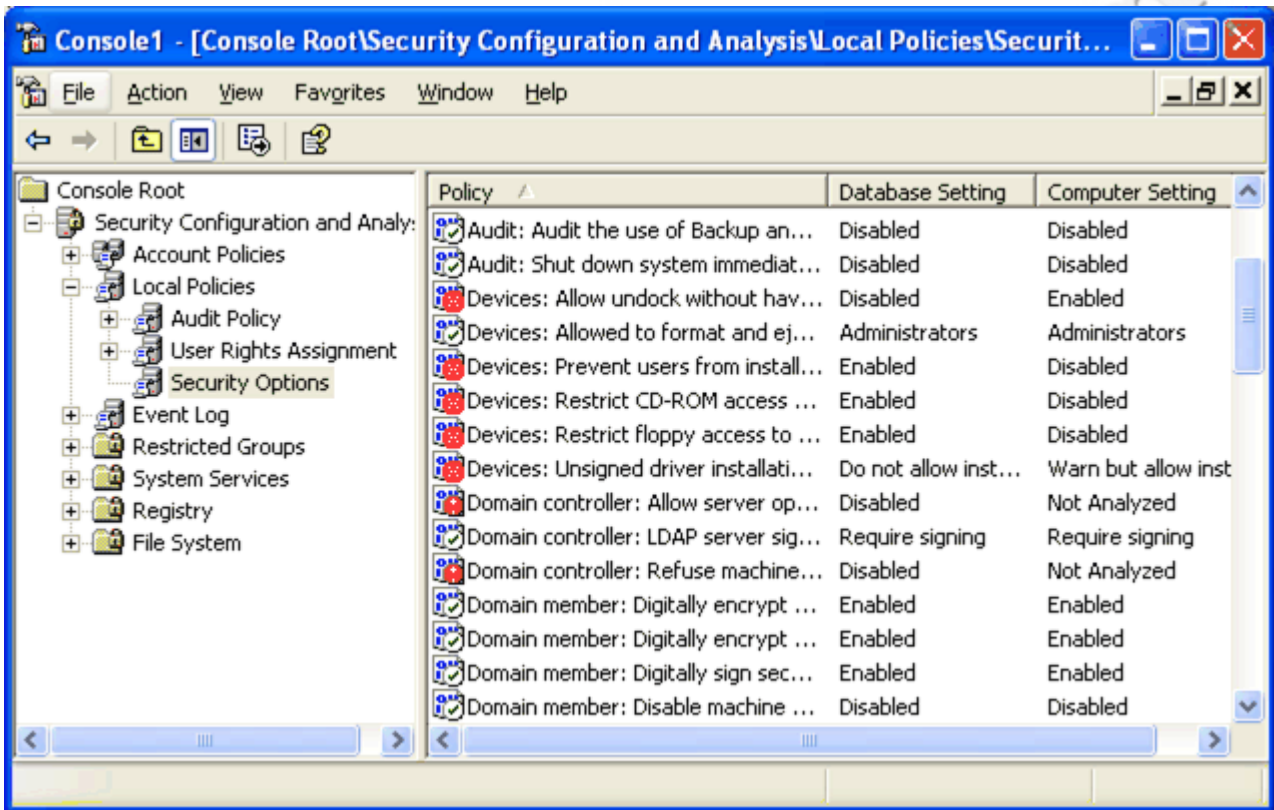 Console1 - [Console Root\Security Configuration and Analysis\Local Policies\Securit...
File Action View Favorites Window Help
Console Root
Security Configuration and Analy:
Account Policies
Local Policies
Audit Policy
User Rights Assignment
Security Options
Event Log
Restricted Groups
System Services
Registry
File System
Policy Database Setting Computer Setting
Audit: Audit the use of Backup an... Disabled Disabled
Audit: Shut down system immediat... Disabled Disabled
Devices: Allow undock without hav... Disabled Enabled
Devices: Allowed to format and ej... Administrators Administrators
Devices: Prevent users from install... Enabled Disabled
Devices: Restrict CD-ROM access ... Enabled Disabled
Devices: Restrict floppy access to ... Enabled Disabled
Devices: Unsigned driver installati... Do not allow inst... Warn but allow inst
Domain controller: Allow server op... Disabled Not Analyzed
Domain controller: LDAP server sig... Require signing Require signing
Domain controller: Refuse machine... Disabled Not Analyzed
Domain member: Digitally encrypt ... Enabled Enabled
Domain member: Digitally encrypt ... Enabled Enabled
Domain member: Digitally sign sec... Enabled Enabled
Domain member: Disable machine ... Disabled Disabled